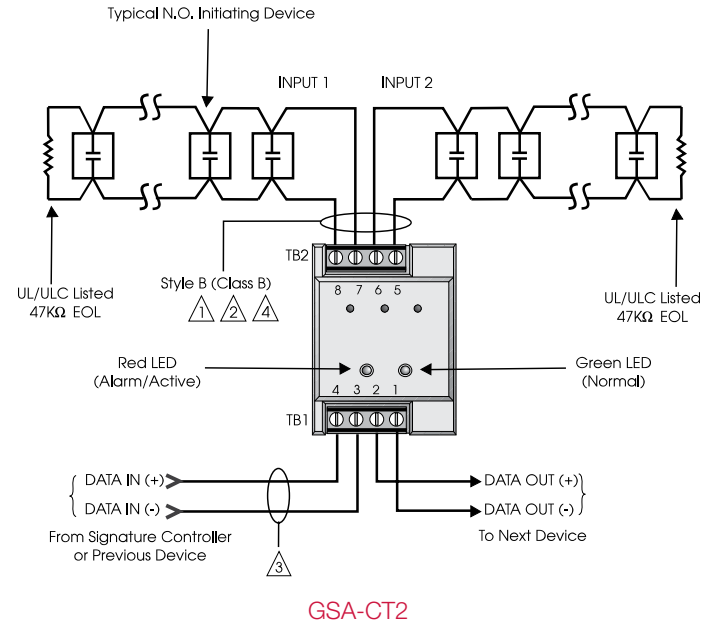 Typical N.O. Initiating Device
INPUT 1
INPUT 2
TB2
Style B (Class B)
1 2 4
8 7 6 5
UL/ULC Listed
47KΩ EOL
UL/ULC Listed
47KΩ EOL
Red LED
(Alarm/Active)
Green LED
(Normal)
4 3 2 1
TB1
DATA IN (+)
DATA IN (-)
From Signature Controller
or Previous Device
3
DATA OUT (+)
DATA OUT (-)
To Next Device
GSA-CT2